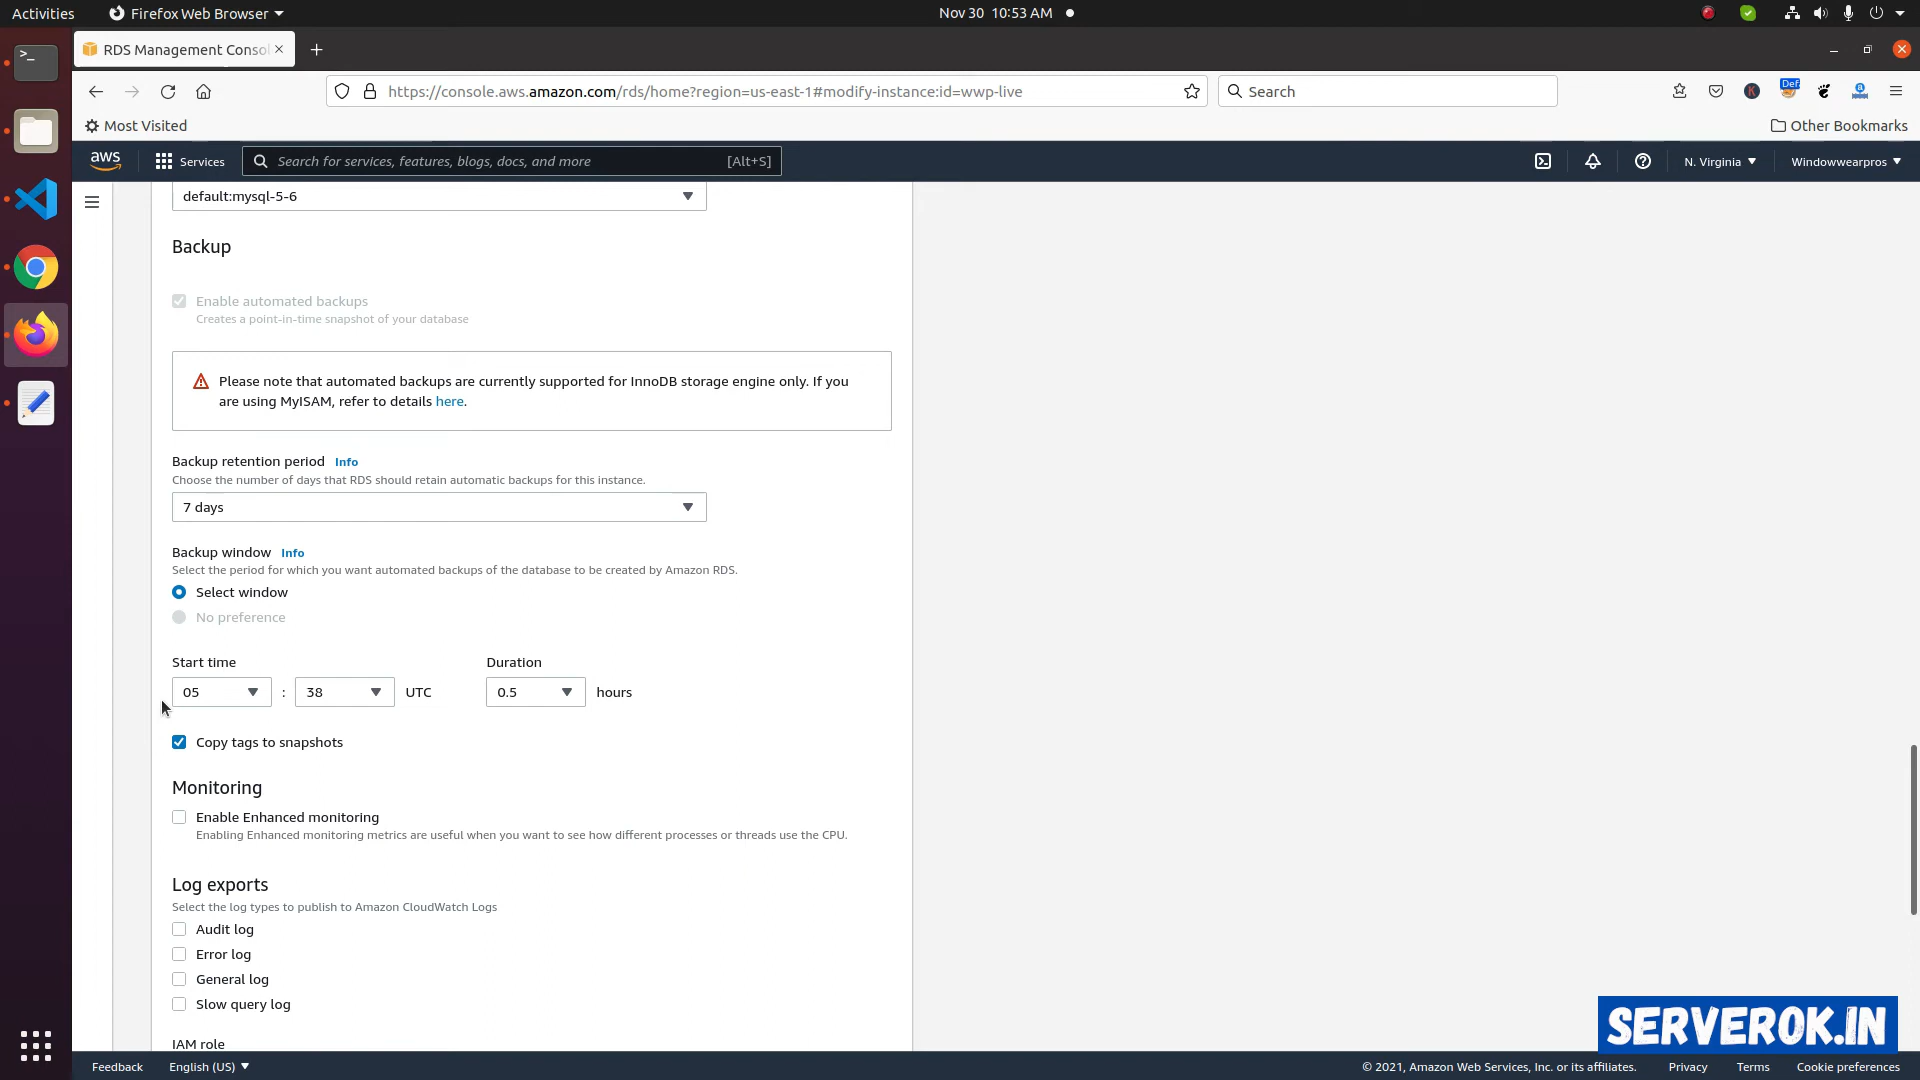 Activities
Firefox Web Browser
Nov 30 10:53 AM
RDS Management Conso
https://console.aws.amazon.com/rds/home?region=us-east-1#modify-instance:id=wwp-live
Search
Def
K
a
Most Visited
Other Bookmarks
aws
Services
Search for services, features, blogs, docs, and more
[Alt+S]
N. Virginia
Windowwearpros
default:mysql-5-6
Backup
Enable automated backups
Creates a point-in-time snapshot of your database
Please note that automated backups are currently supported for InnoDB storage engine only. If you
are using MyISAM, refer to details here.
Backup retention period Info
Choose the number of days that RDS should retain automatic backups for this instance.
7 days
Backup window Info
Select the period for which you want automated backups of the database to be created by Amazon RDS.
Select window
No preference
Start time
Duration
05 : 38 UTC
0.5 hours
Copy tags to snapshots
Monitoring
Enable Enhanced monitoring
Enabling Enhanced monitoring metrics are useful when you want to see how different processes or threads use the CPU.
Log exports
Select the log types to publish to Amazon CloudWatch Logs
Audit log
Error log
General log
Slow query log
IAM role
SERVEROK.IN
Feedback
English (US)
© 2021, Amazon Web Services, Inc. or its affiliates.
Privacy
Terms
Cookie preferences